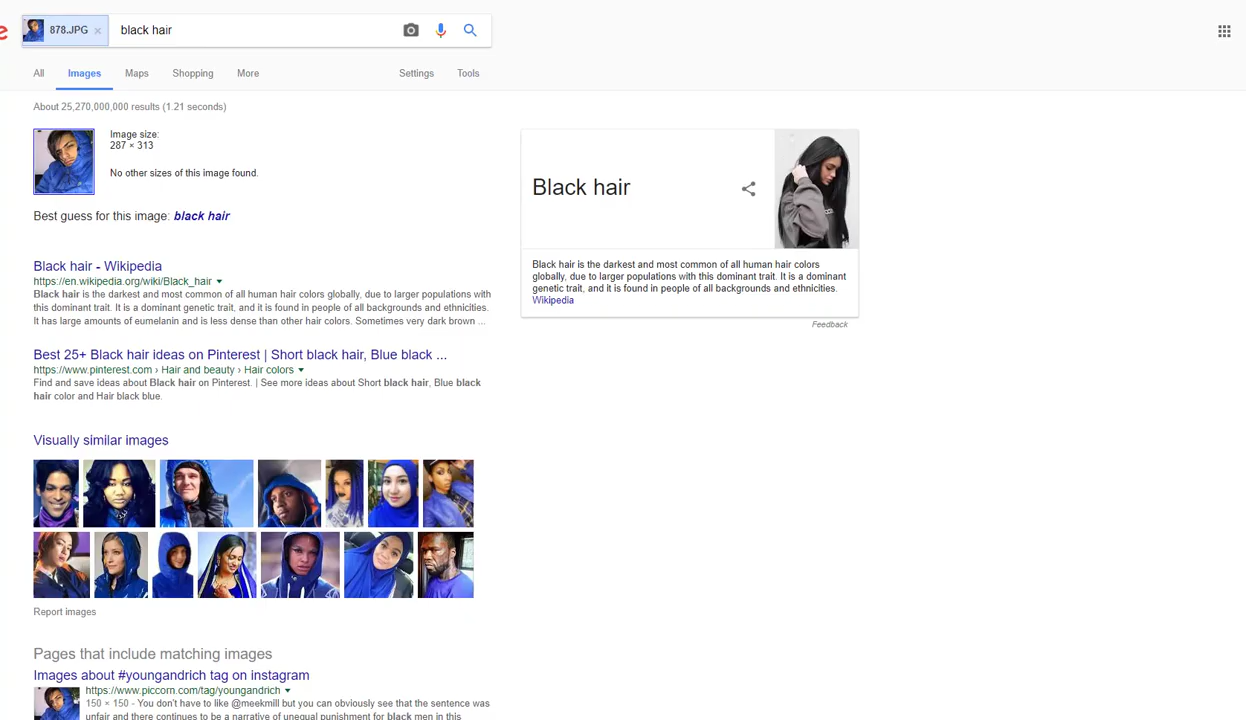 e 878.JPG × black hair
All Images Maps Shopping More Settings Tools
About 25,270,000,000 results (1.21 seconds)
Image size:
287 × 313
No other sizes of this image found.
Best guess for this image: black hair
Black hair - Wikipedia
https://en.wikipedia.org/wiki/Black_hair
Black hair is the darkest and most common of all human hair colors globally, due to larger populations with
this dominant trait. It is a dominant genetic trait, and it is found in people of all backgrounds and ethnicities.
It has large amounts of eumelanin and is less dense than other hair colors. Sometimes very dark brown ...
Best 25+ Black hair ideas on Pinterest | Short black hair, Blue black ...
https://www.pinterest.com › Hair and beauty › Hair colors
Find and save ideas about Black hair on Pinterest. | See more ideas about Short black hair, Blue black
hair color and Hair black blue.
Visually similar images
Report images
Pages that include matching images
Images about #youngandrich tag on instagram
https://www.piccorn.com/tag/youngandrich
150 × 150 - You don't have to like @meekmill but you can obviously see that the sentence was
unfair and there continues to be a narrative of unequal punishment for black men in this
Black hair
Black hair is the darkest and most common of all human hair colors
globally, due to larger populations with this dominant trait. It is a dominant
genetic trait, and it is found in people of all backgrounds and ethnicities.
Wikipedia
Feedback